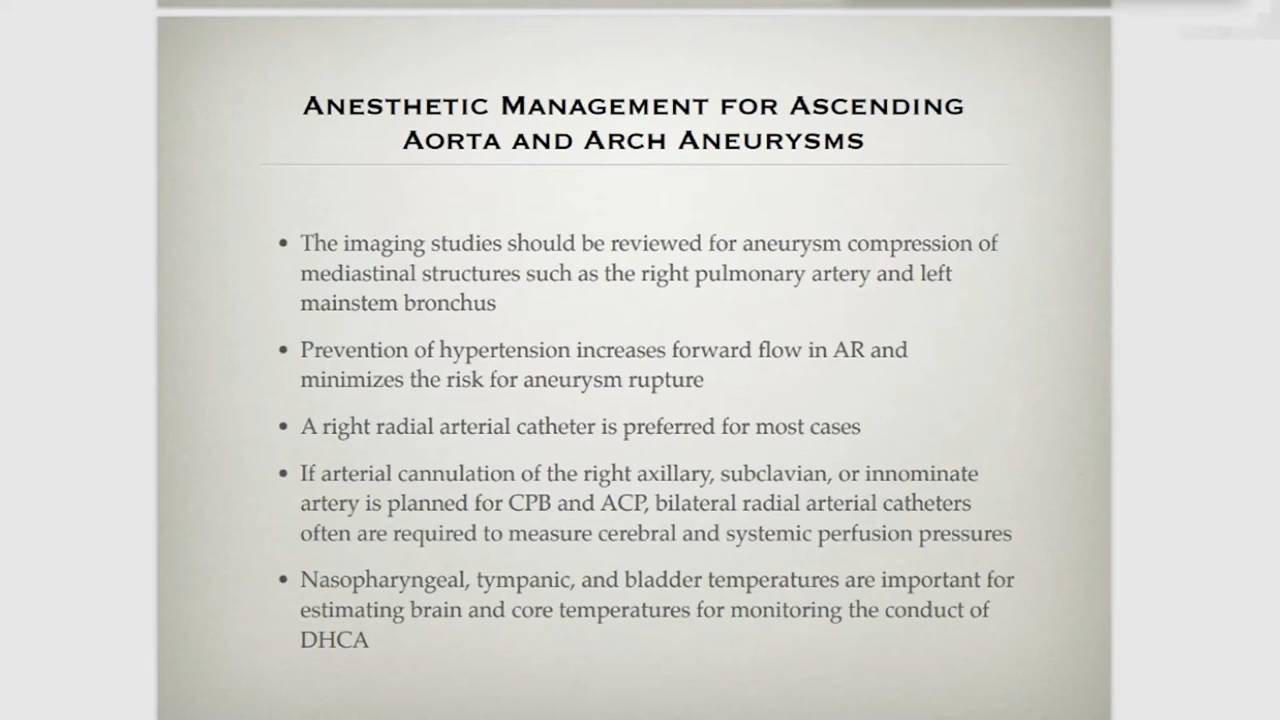 Anesthetic Management for Ascending
Aorta and Arch Aneurysms
• The imaging studies should be reviewed for aneurysm compression of
mediastinal structures such as the right pulmonary artery and left
mainstem bronchus
• Prevention of hypertension increases forward flow in AR and
minimizes the risk for aneurysm rupture
• A right radial arterial catheter is preferred for most cases
• If arterial cannulation of the right axillary, subclavian, or innominate
artery is planned for CPB and ACP, bilateral radial arterial catheters
often are required to measure cerebral and systemic perfusion pressures
• Nasopharyngeal, tympanic, and bladder temperatures are important for
estimating brain and core temperatures for monitoring the conduct of
DHCA